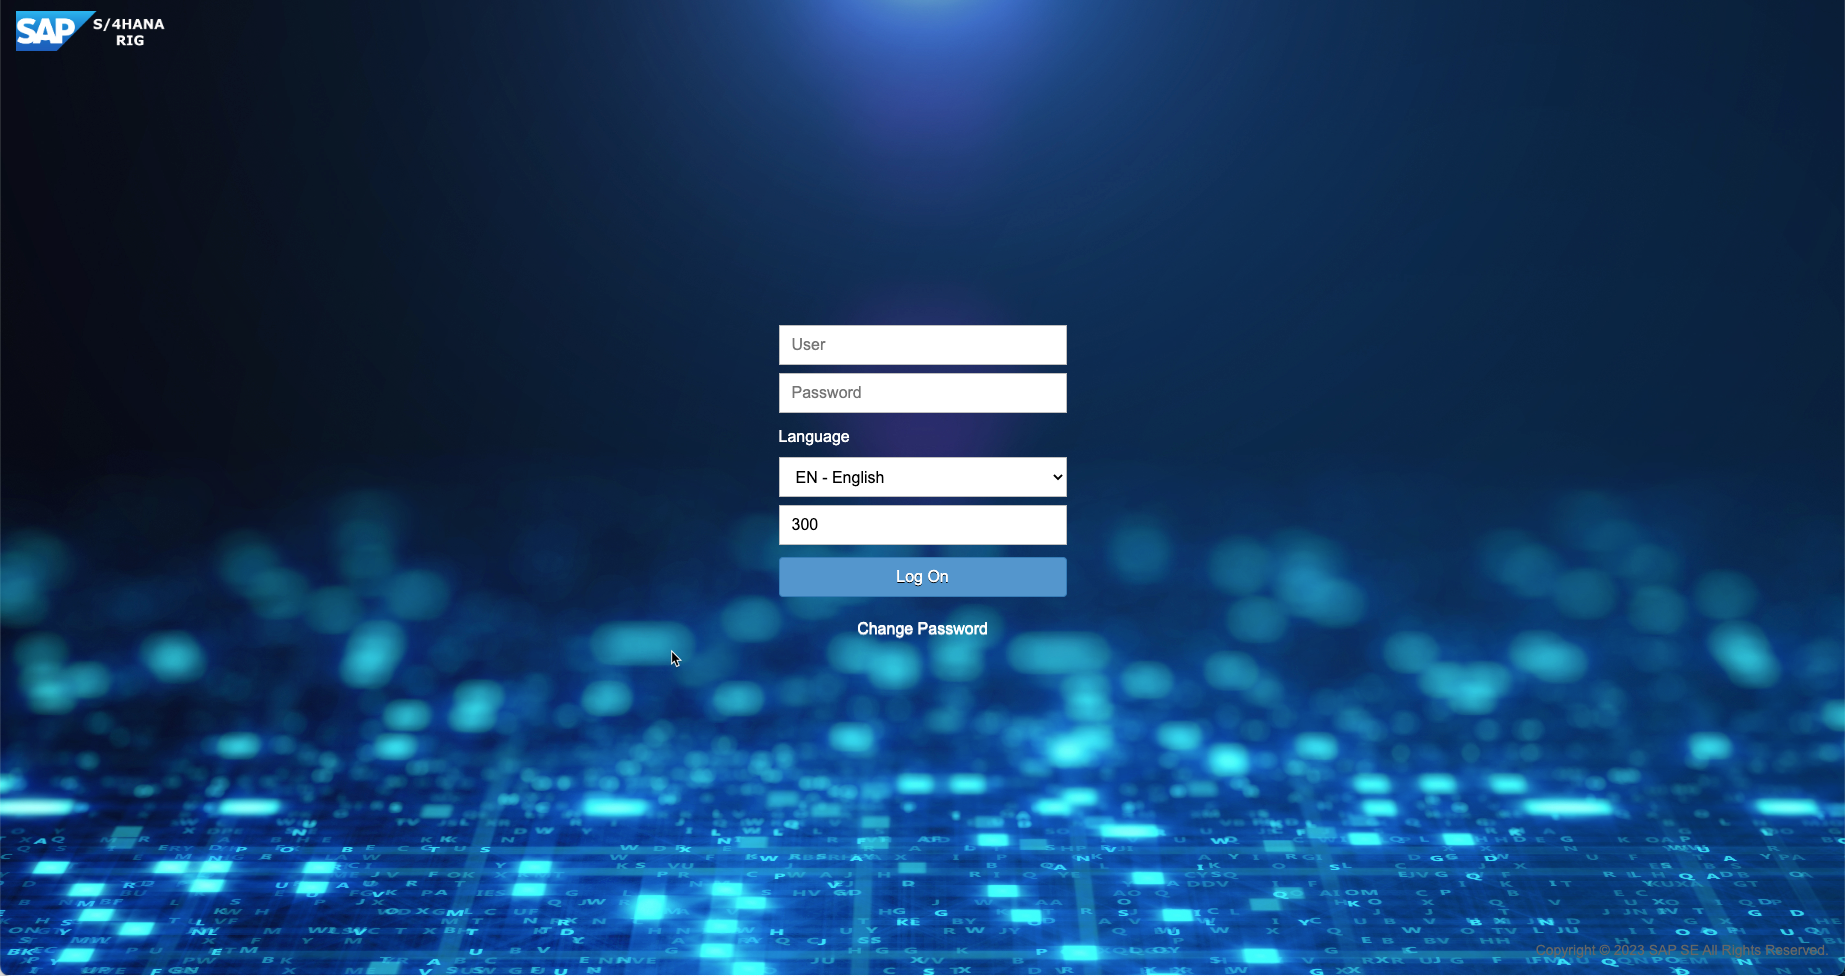 SAP S/4HANA
RIG
User
Password
Language
EN - English
300
Log On
Change Password
Copyright © 2023 SAP SE All Rights Reserved.